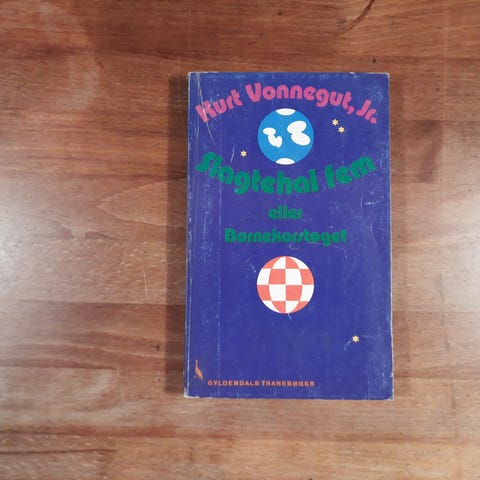 Kurt Vonnegut, Jr.
Slagtehal fem
eller
Børnekorstoget
GYLDENDALS TRANEBØGER